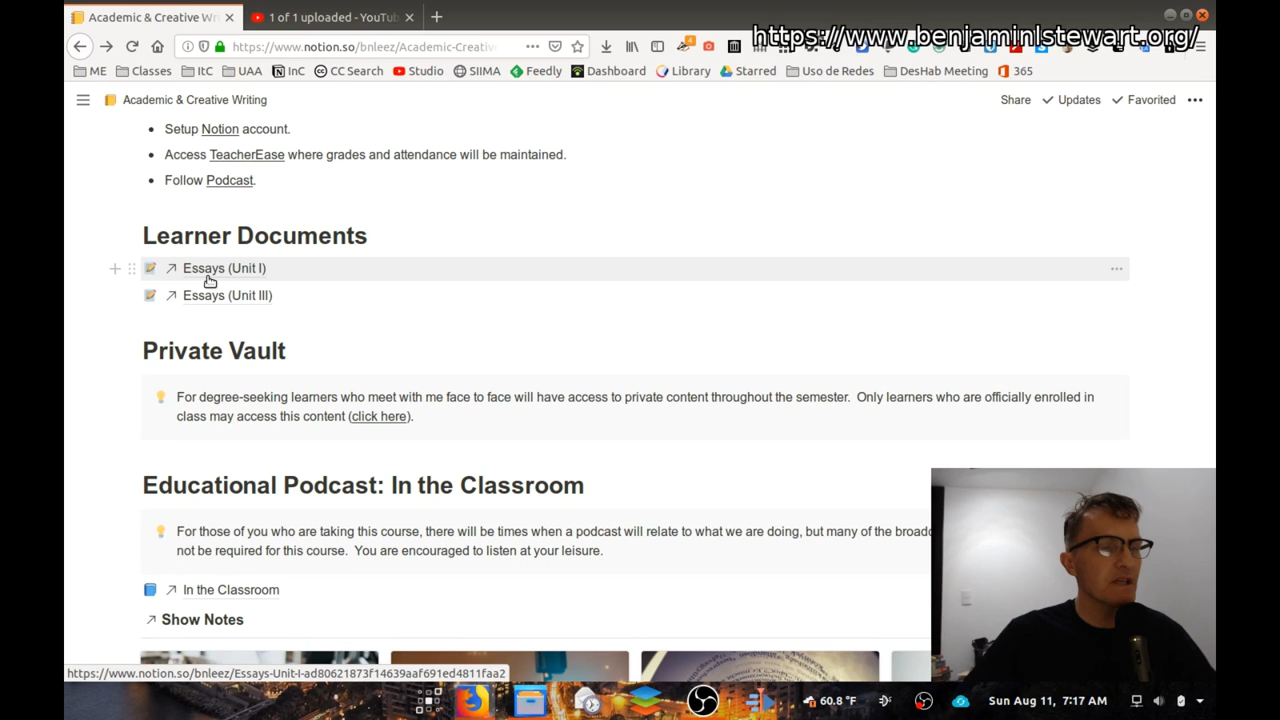 Academic & Creative Wr
1 of 1 uploaded - YouTu
https://www.benjaminlstewart.org/
https://www.notion.so/bnleez/Academic-Creativ
4
ME
Classes
ItC
UAA
InC
CC Search
Studio
SIIMA
Feedly
Dashboard
Library
Starred
Uso de Redes
DesHab Meeting
365
Academic & Creative Writing
Share
Updates
Favorited
Setup Notion account.
Access TeacherEase where grades and attendance will be maintained.
Follow Podcast.
Learner Documents
Essays (Unit I)
Essays (Unit III)
Private Vault
For degree-seeking learners who meet with me face to face will have access to private content throughout the semester. Only learners who are officially enrolled in
class may access this content (click here).
Educational Podcast: In the Classroom
For those of you who are taking this course, there will be times when a podcast will relate to what we are doing, but many of the broadc
not be required for this course. You are encouraged to listen at your leisure.
In the Classroom
Show Notes
https://www.notion.so/bnleez/Essays-Unit-I-ad80621873f14639aaf691ed4811faa2
60.8 °F
Sun Aug 11, 7:17 AM